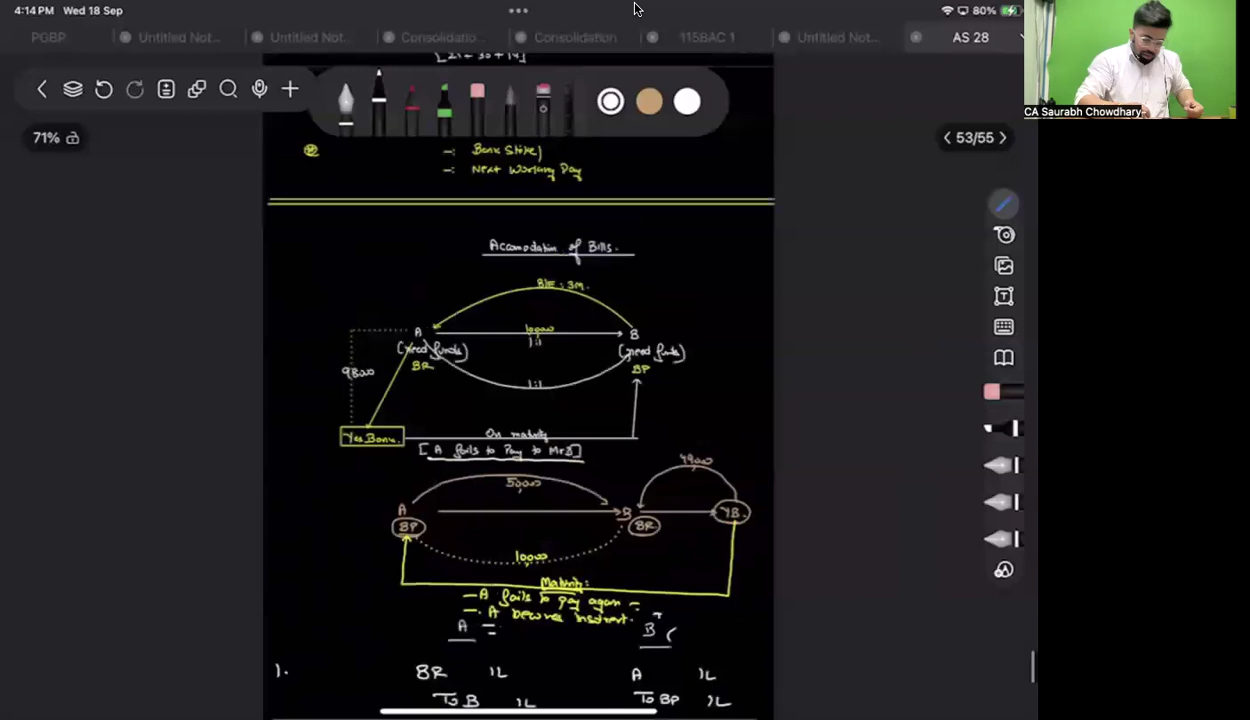 4:14 PM Wed 18 Sep
80%
PGBP
Untitled Not...
Untitled Not...
Consolidatio...
Consolidation
115BAC 1
Untitled Not...
AS 28
CA Saurabh Chowdhary
71%
53/55
-: Bank Strike)
-: Next Working Day
Accomodation of Bills.
B/E : 3M.
A
10000
B
1:1
(need funds)
(need funds)
BR
BP
98000
1:1
Yes Bank.
On maturity
[A fails to Pay to Mr B]
49000
50000
A
B
YB.
BP
BR
10000
Maturity:
- A fails to pay again -
-. A becomes insolvent.
A
B
1.
BR 1L
A 1L
To B 1L
To BP 1L